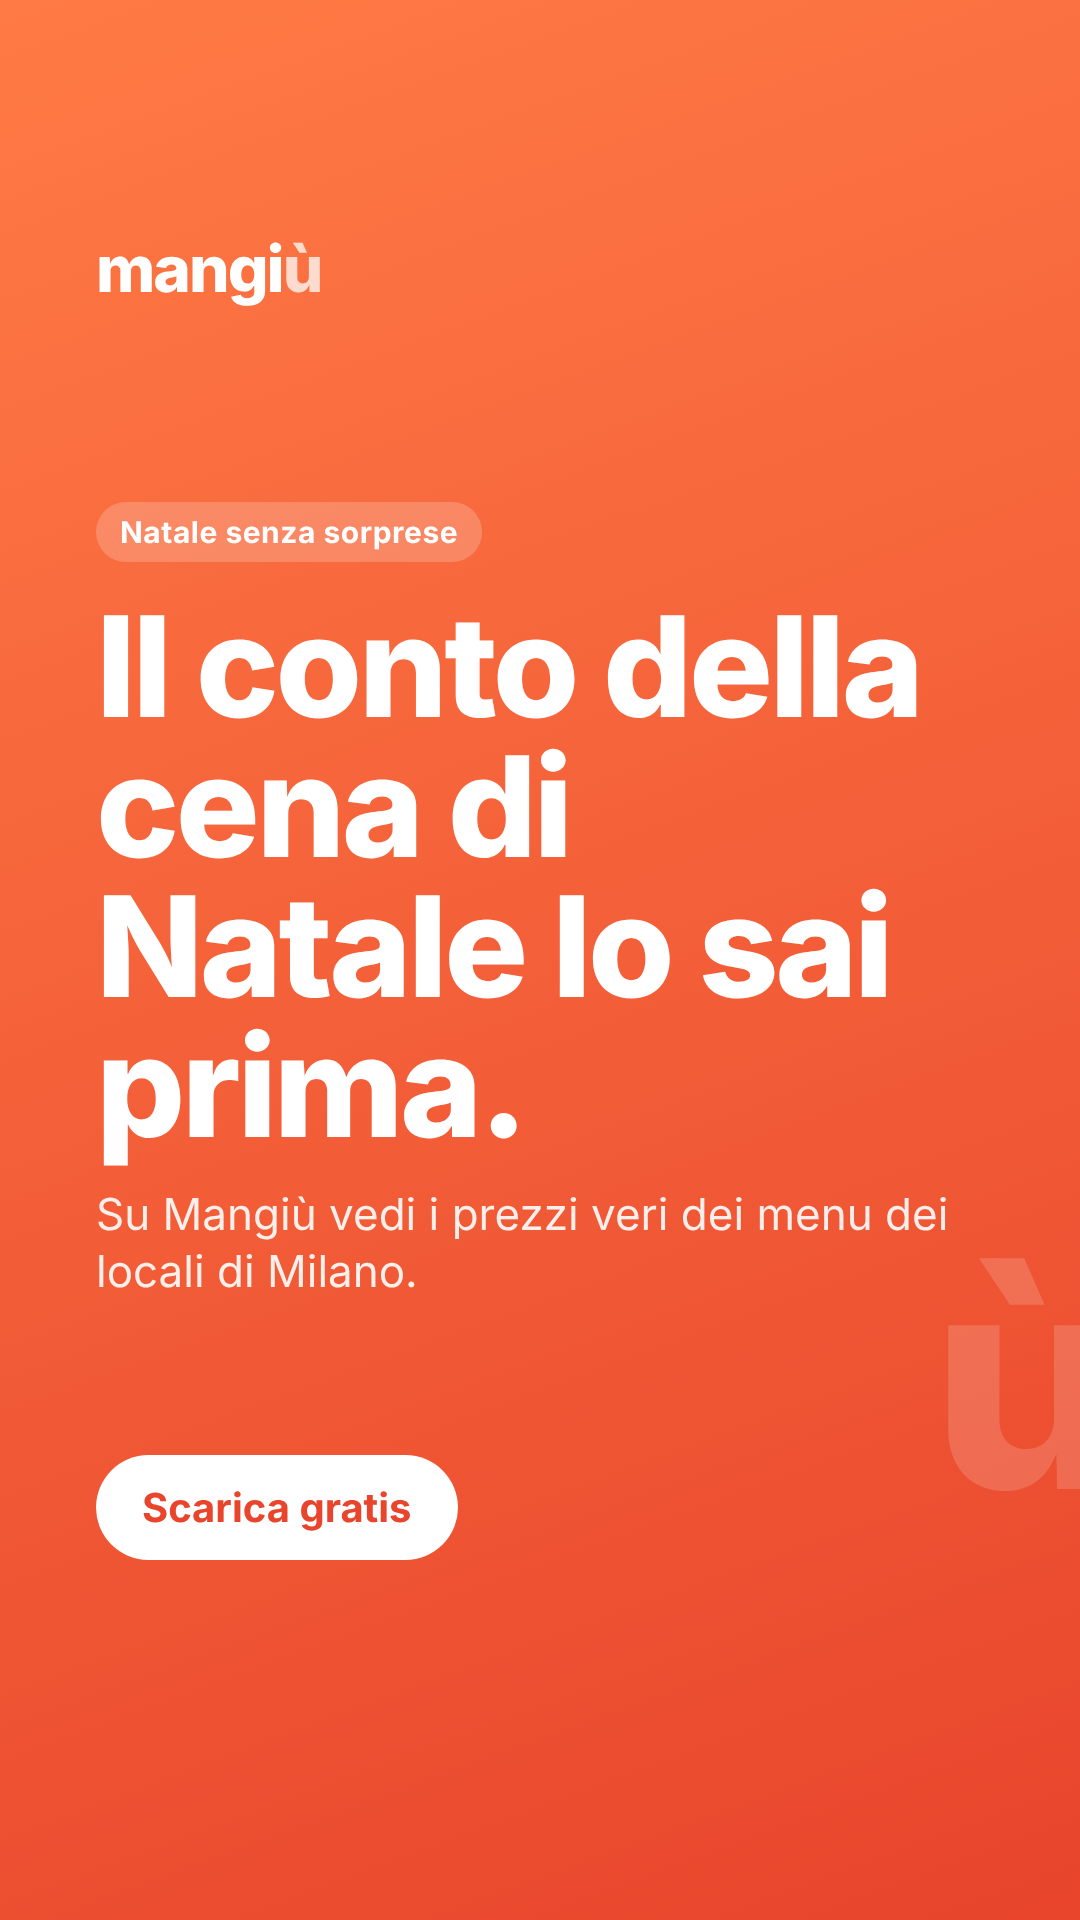 mangiù
Natale senza sorprese
Il conto della
cena di
Natale lo sai
prima.
Su Mangiù vedi i prezzi veri dei menu dei
locali di Milano.
ù
Scarica gratis